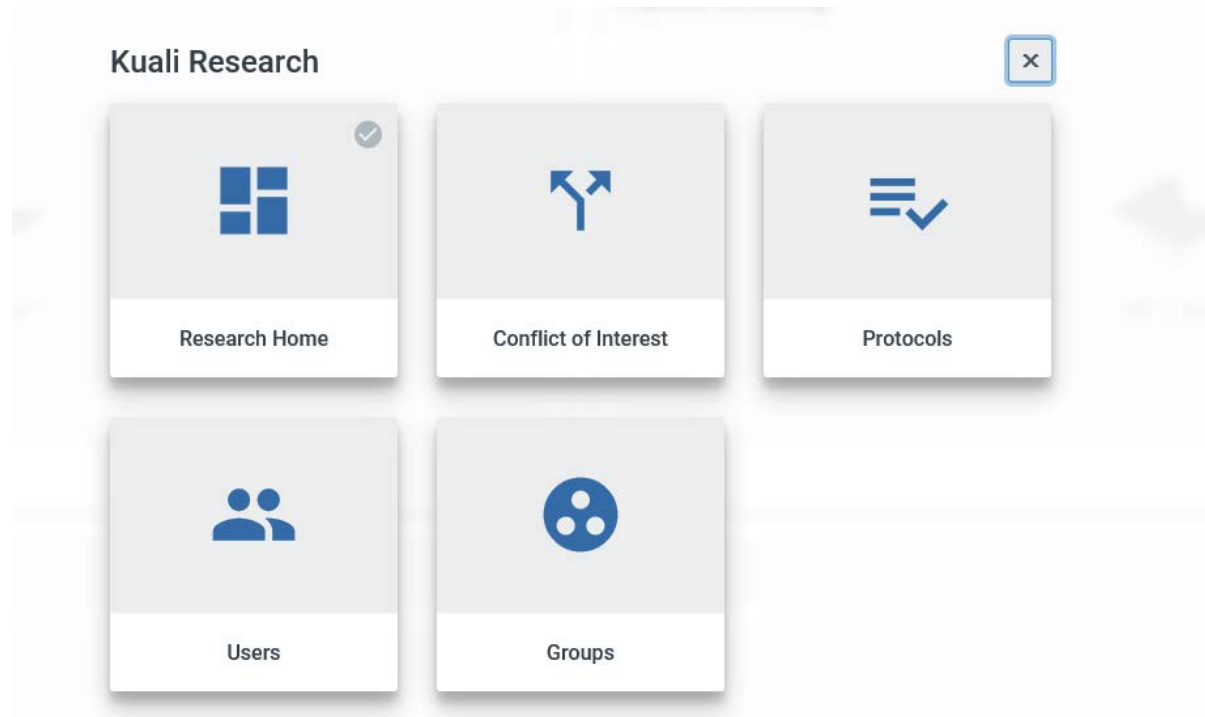 Kuali Research
Research Home
Conflict of Interest
Protocols
Users
Groups